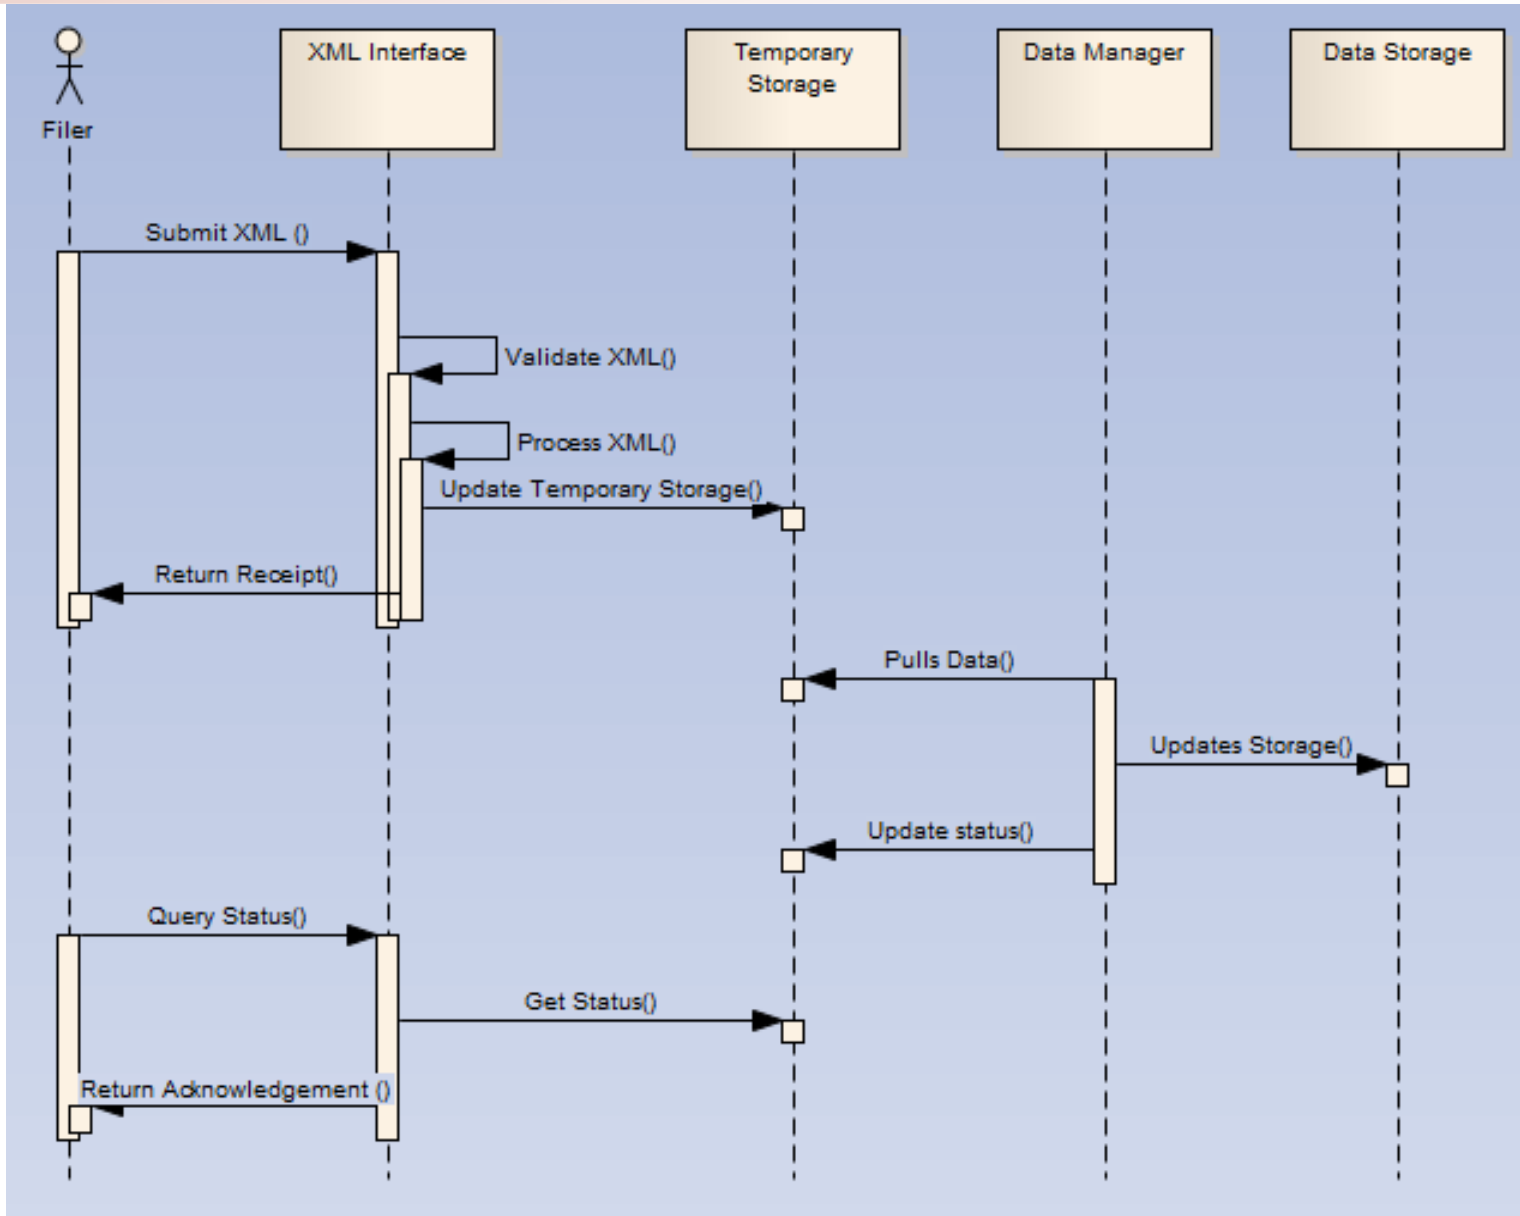 XML Interface
Temporary
Storage
Data Manager
Data Storage
Filer
Submit XML ()
Validate XML()
Process XML()
Update Temporary Storage()
Return Receipt()
Pulls Data()
Updates Storage()
Update status()
Query Status()
Get Status()
Return Acknowledgement ()